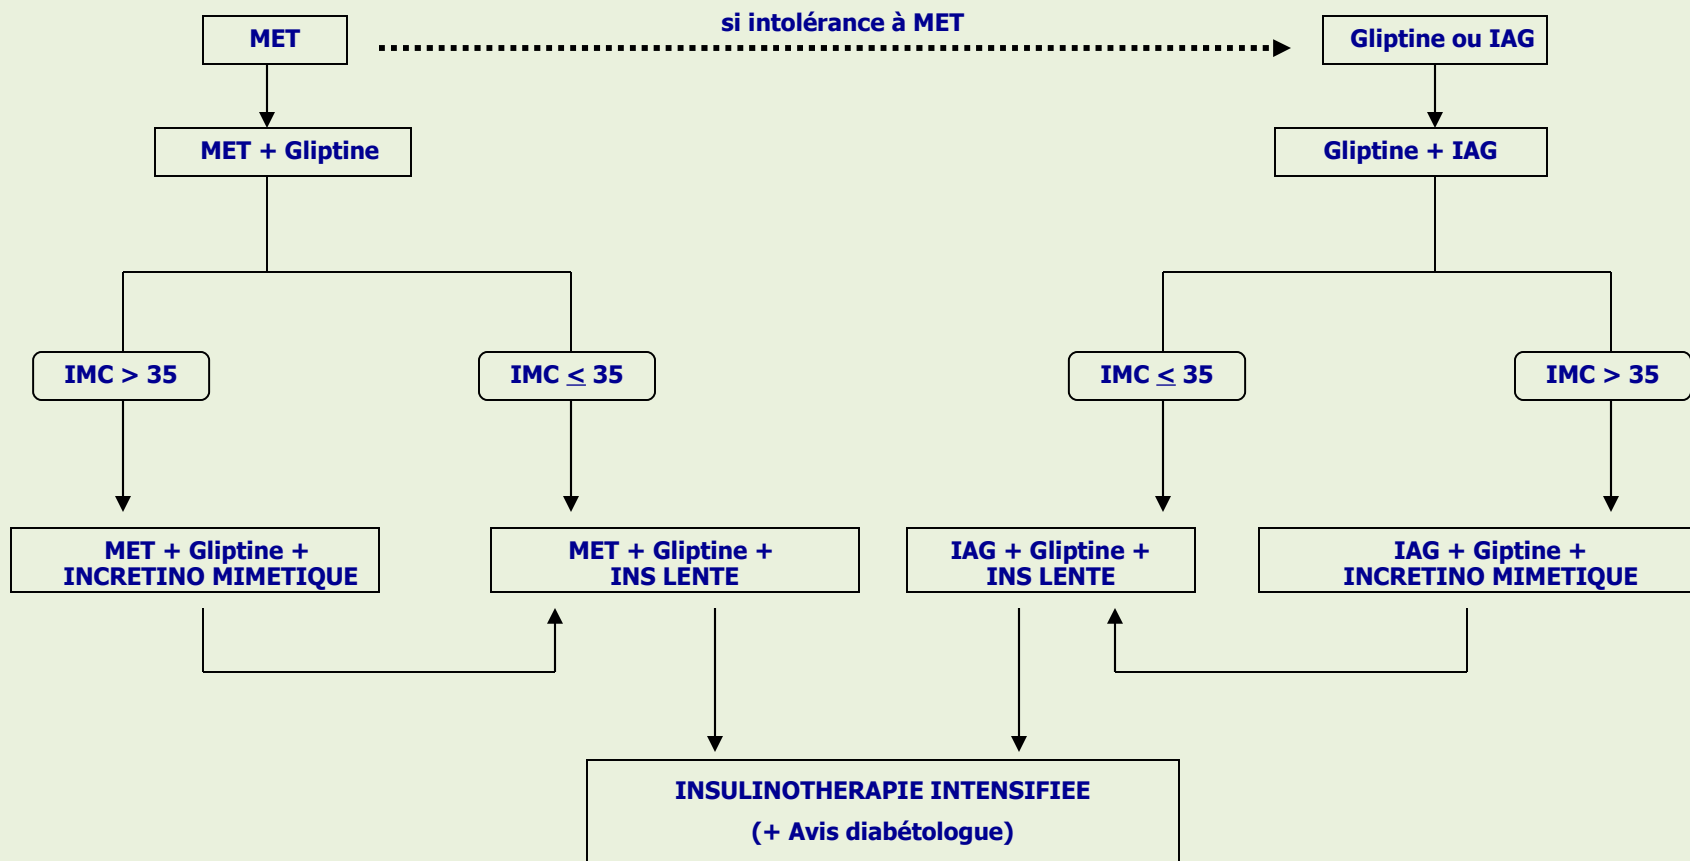 si intolérance à MET
MET
Gliptine ou IAG
MET + Gliptine
Gliptine + IAG
IMC > 35
IMC ≤ 35
IMC ≤ 35
IMC > 35
MET + Gliptine +
INCRETINO MIMETIQUE
MET + Gliptine +
INS LENTE
IAG + Gliptine +
INS LENTE
IAG + Giptine +
INCRETINO MIMETIQUE
INSULINOTHERAPIE INTENSIFIEE
(+ Avis diabétologue)